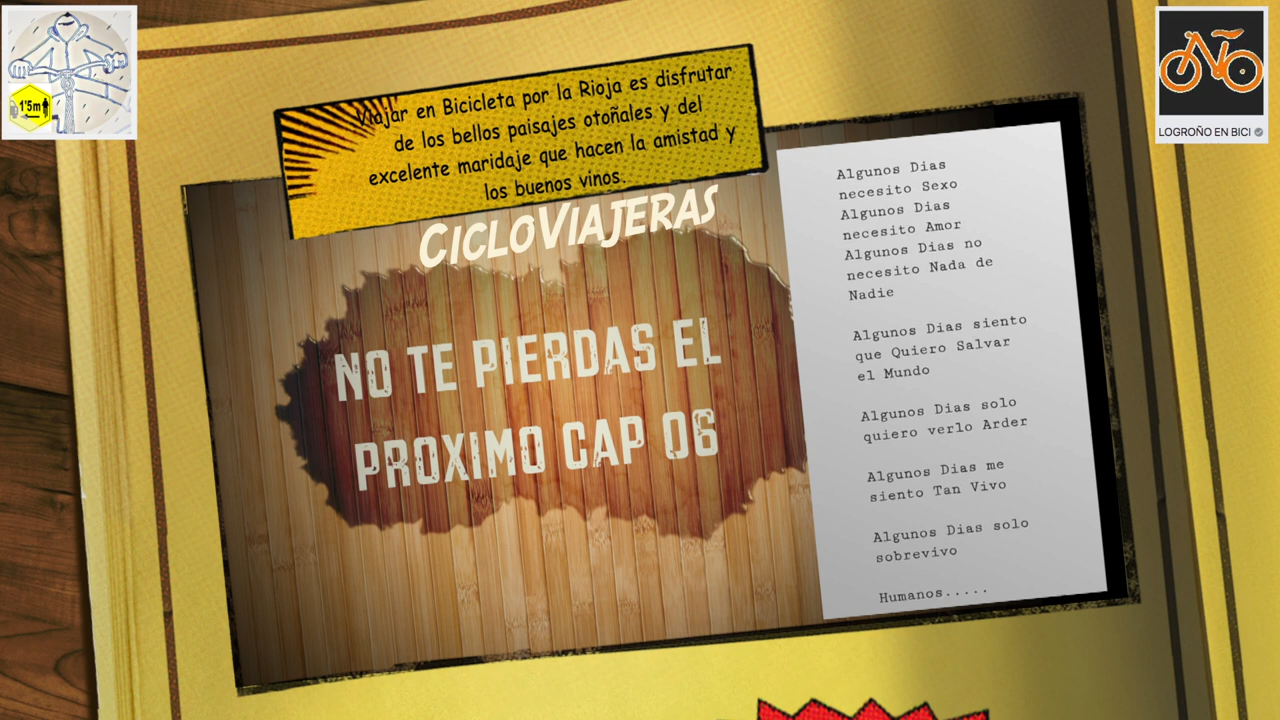 1'5m
LOGROÑO EN BICI
Viajar en Bicicleta por la Rioja es disfrutar
de los bellos paisajes otoñales y del
excelente maridaje que hacen la amistad y
los buenos vinos.
CICLOVIAJERAS
NO TE PIERDAS EL
PROXIMO CAP 06
Algunos Dias
necesito Sexo
Algunos Dias
necesito Amor
Algunos Dias no
necesito Nada de
Nadie
Algunos Dias siento
que Quiero Salvar
el Mundo
Algunos Dias solo
quiero verlo Arder
Algunos Dias me
siento Tan Vivo
Algunos Dias solo
sobrevivo
Humanos.....